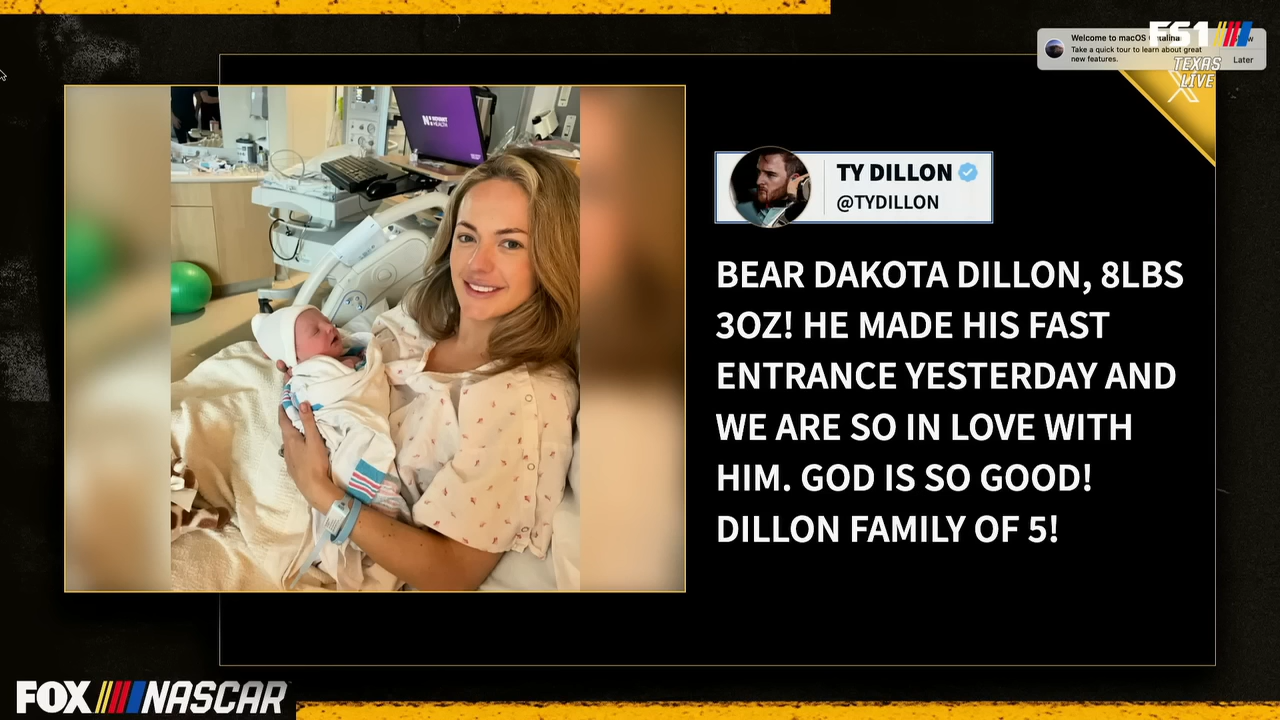 FS1
TEXAS
LIVE
Welcome to macOS Catalina
Take a quick tour to learn about great
new features.
Later
TY DILLON
@TYDILLON
BEAR DAKOTA DILLON, 8LBS
3OZ! HE MADE HIS FAST
ENTRANCE YESTERDAY AND
WE ARE SO IN LOVE WITH
HIM. GOD IS SO GOOD!
DILLON FAMILY OF 5!
FOX NASCAR